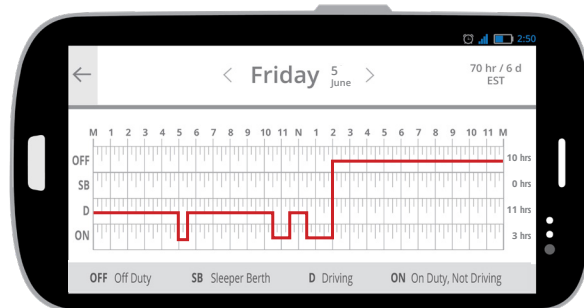 2:50
Friday 5 June
70 hr / 6 d
EST
M 1 2 3 4 5 6 7 8 9 10 11 N 1 2 3 4 5 6 7 8 9 10 11 M
OFF 10 hrs
SB 0 hrs
D 11 hrs
ON 3 hrs
OFF Off Duty SB Sleeper Berth D Driving ON On Duty, Not Driving